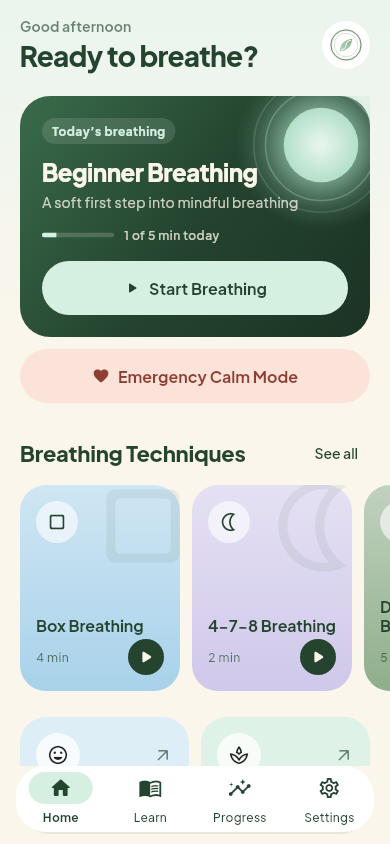 Good afternoon
Ready to breathe?
Today's breathing
Beginner Breathing
A soft first step into mindful breathing
1 of 5 min today
Start Breathing
Emergency Calm Mode
Breathing Techniques
See all
Box Breathing
4 min
4-7-8 Breathing
2 min
D
B
5
Home
Learn
Progress
Settings